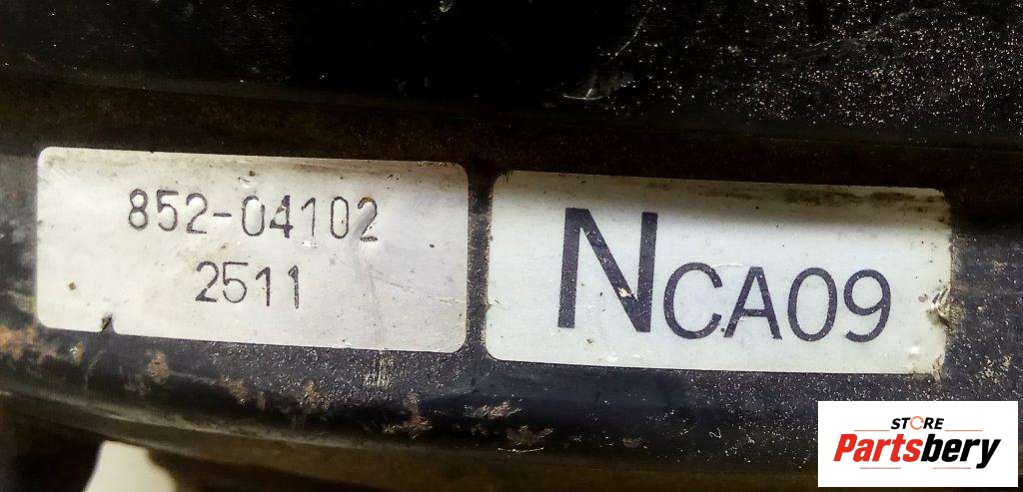 852-04102
2511
NCA09
STORE
Partsbery